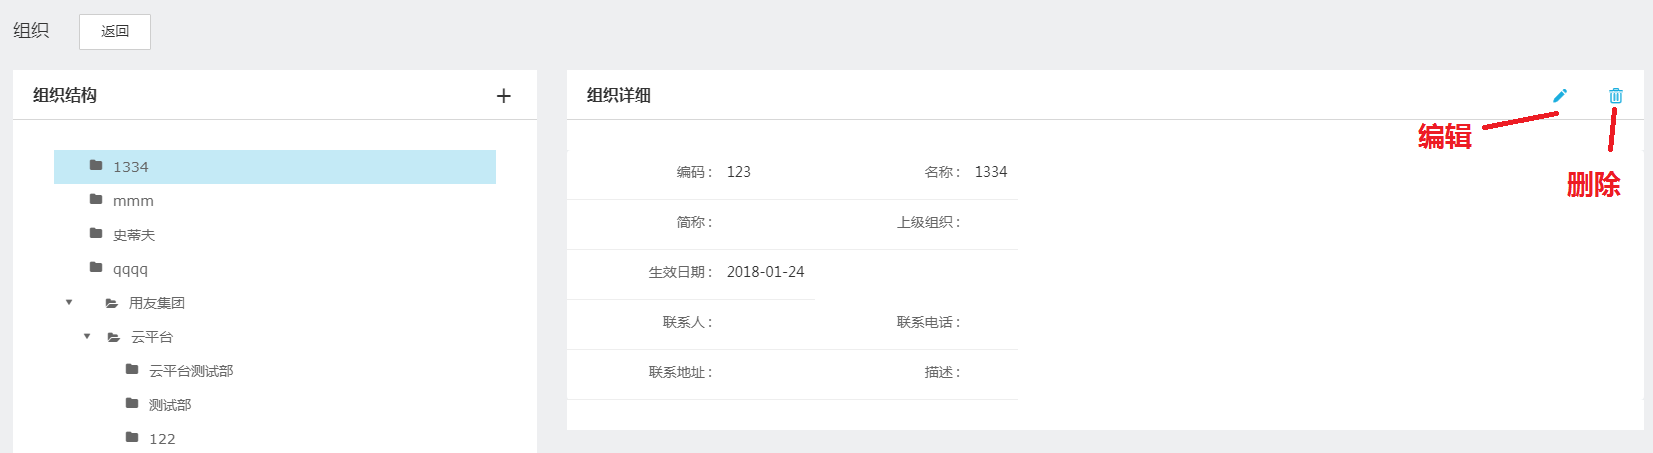 组织 返回
组织结构
1334
mmm
史蒂夫
qqqq
用友集团
云平台
云平台测试部
测试部
122
组织详细
编辑
删除
编码： 123 名称： 1334
简称： 上级组织：
生效日期： 2018-01-24
联系人： 联系电话：
联系地址： 描述：